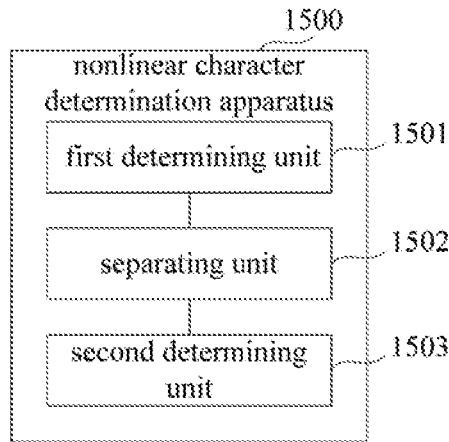 1500
nonlinear character
determination apparatus
first determining unit
1501
separating unit
1502
second determining
unit
1503